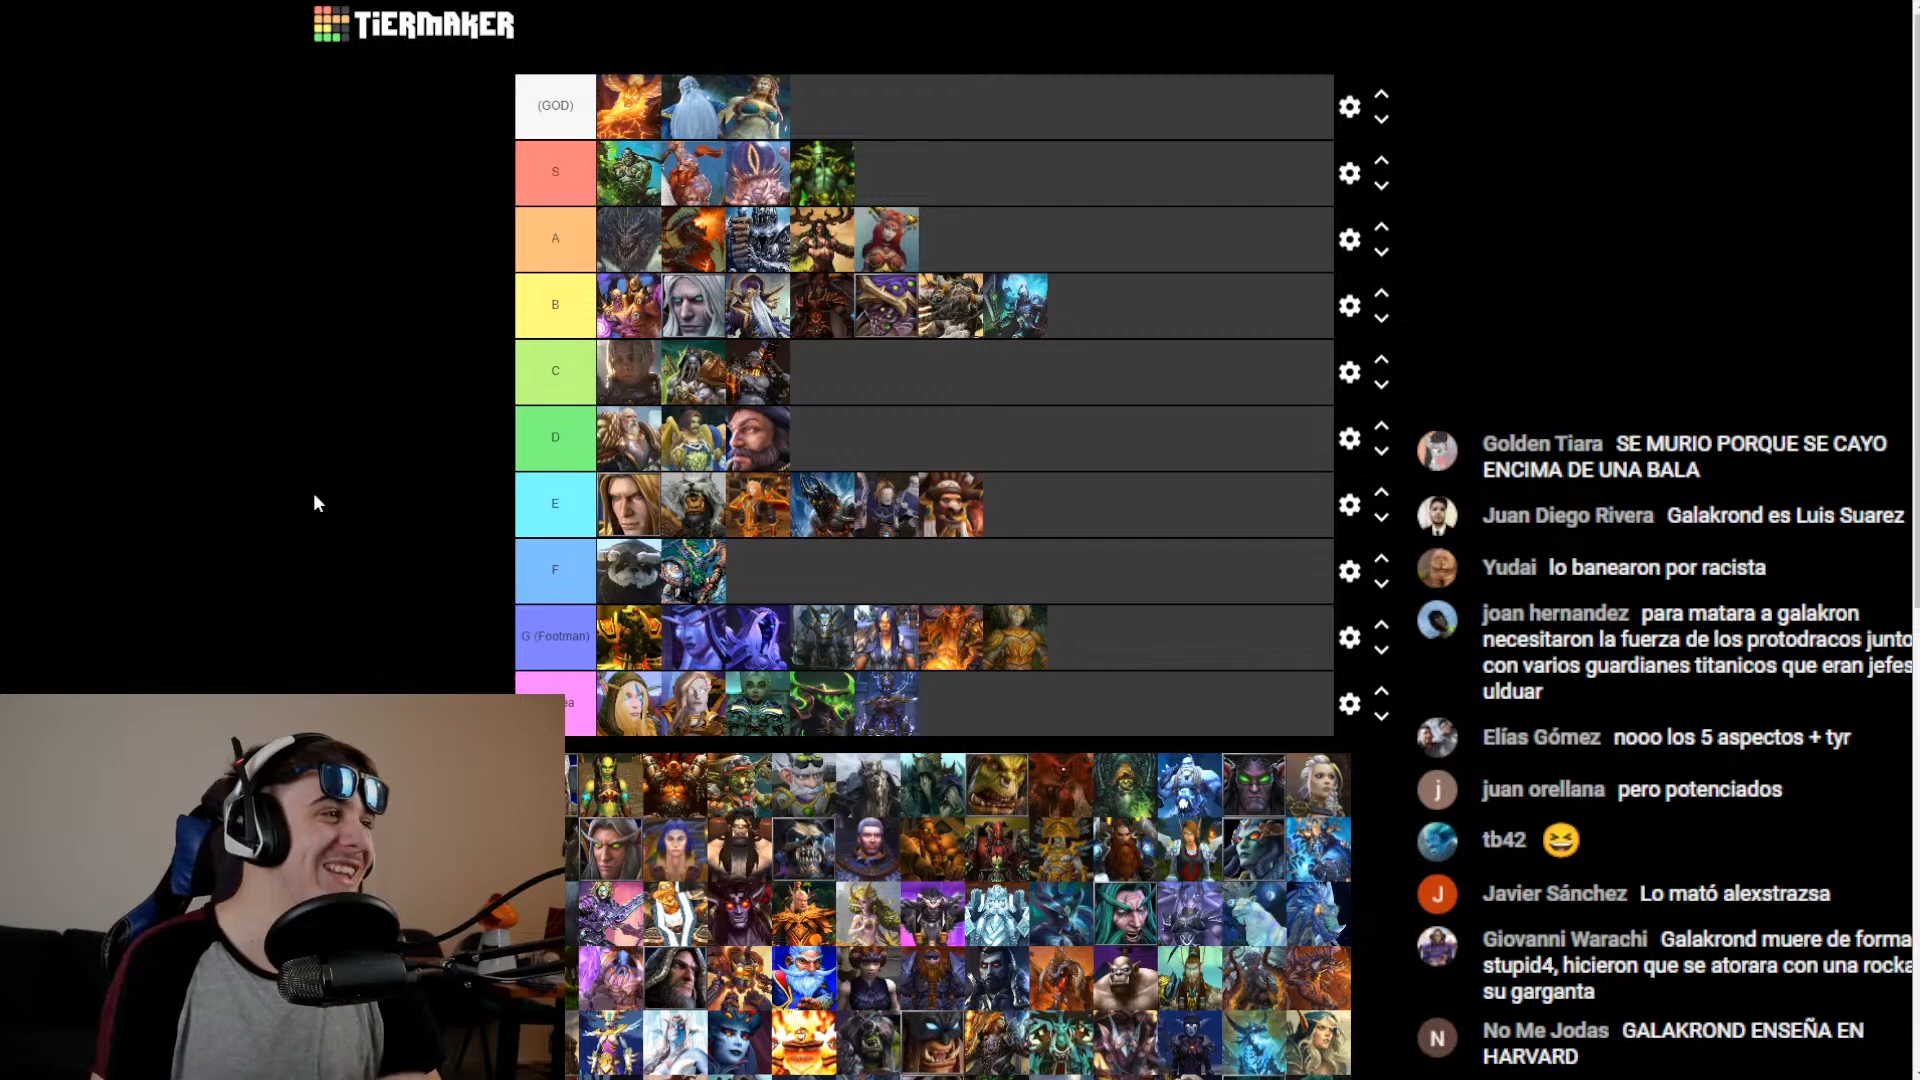 TiERMAKER
(GOD)
S
A
B
C
D
E
F
G (Footman)
ea
Golden Tiara SE MURIO PORQUE SE CAYO
ENCIMA DE UNA BALA
Juan Diego Rivera Galakrond es Luis Suarez
Yudai lo banearon por racista
joan hernandez para matara a galakron
necesitaron la fuerza de los protodracos junto
con varios guardianes titanicos que eran jefes
ulduar
Elías Gómez nooo los 5 aspectos + tyr
j
juan orellana pero potenciados
tb42
J
Javier Sánchez Lo mató alexstrazsa
Giovanni Warachi Galakrond muere de forma
stupid4, hicieron que se atorara con una rocka
su garganta
N
No Me Jodas GALAKROND ENSEÑA EN
HARVARD